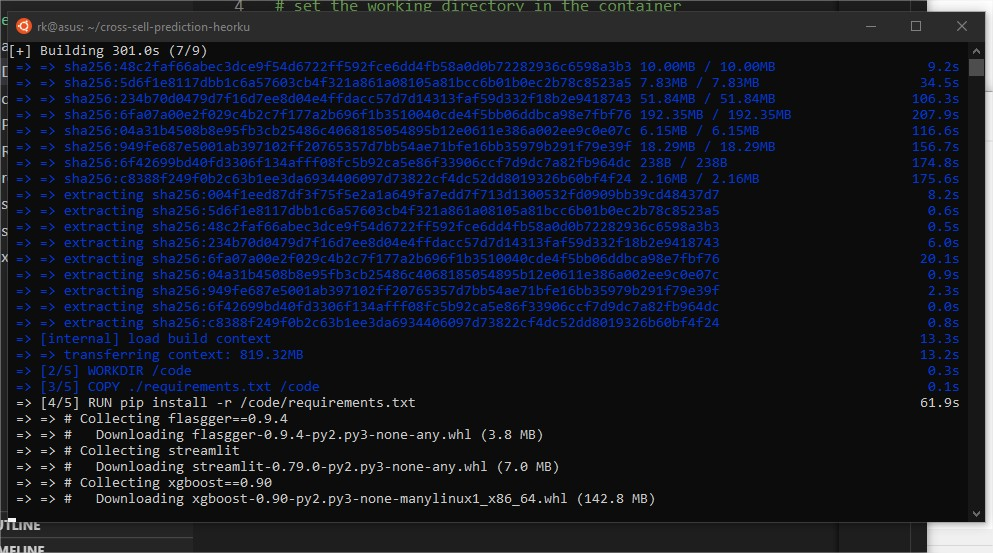 4 # set the working directory in the container
rk@asus: ~/cross-sell-prediction-heorku
[+] Building 301.0s (7/9)
=> => sha256:48c2faf66abec3dce9f54d6722ff592fce6dd4fb58a0d0b72282936c6598a3b3 10.00MB / 10.00MB 9.2s
=> => sha256:5d6f1e8117dbb1c6a57603cb4f321a861a08105a81bcc6b01b0ec2b78c8523a5 7.83MB / 7.83MB 34.5s
=> => sha256:234b70d0479d7f16d7ee8d04e4ffdacc57d7d14313faf59d332f18b2e9418743 51.84MB / 51.84MB 106.3s
=> => sha256:6fa07a00e2f029c4b2c7f177a2b696f1b3510040cde4f5bb06ddbca98e7fbf76 192.35MB / 192.35MB 207.9s
=> => sha256:04a31b4508b8e95fb3cb25486c4068185054895b12e0611e386a002ee9c0e07c 6.15MB / 6.15MB 116.6s
=> => sha256:949fe687e5001ab397102ff20765357d7bb54ae71bfe16bb35979b291f79e39f 18.29MB / 18.29MB 156.7s
=> => sha256:6f42699bd40fd3306f134afff08fc5b92ca5e86f33906ccf7d9dc7a82fb964dc 238B / 238B 174.8s
=> => sha256:c8388f249f0b2c63b1ee3da6934406097d73822cf4dc52dd8019326b60bf4f24 2.16MB / 2.16MB 175.6s
=> => extracting sha256:004f1eed87df3f75f5e2a1a649fa7edd7f713d1300532fd0909bb39cd48437d7 8.2s
=> => extracting sha256:5d6f1e8117dbb1c6a57603cb4f321a861a08105a81bcc6b01b0ec2b78c8523a5 0.6s
=> => extracting sha256:48c2faf66abec3dce9f54d6722ff592fce6dd4fb58a0d0b72282936c6598a3b3 0.5s
=> => extracting sha256:234b70d0479d7f16d7ee8d04e4ffdacc57d7d14313faf59d332f18b2e9418743 6.0s
=> => extracting sha256:6fa07a00e2f029c4b2c7f177a2b696f1b3510040cde4f5bb06ddbca98e7fbf76 20.1s
=> => extracting sha256:04a31b4508b8e95fb3cb25486c4068185054895b12e0611e386a002ee9c0e07c 0.9s
=> => extracting sha256:949fe687e5001ab397102ff20765357d7bb54ae71bfe16bb35979b291f79e39f 2.3s
=> => extracting sha256:6f42699bd40fd3306f134afff08fc5b92ca5e86f33906ccf7d9dc7a82fb964dc 0.0s
=> => extracting sha256:c8388f249f0b2c63b1ee3da6934406097d73822cf4dc52dd8019326b60bf4f24 0.8s
=> [internal] load build context 13.3s
=> => transferring context: 819.32MB 13.2s
=> [2/5] WORKDIR /code 0.3s
=> [3/5] COPY ./requirements.txt /code 0.1s
=> [4/5] RUN pip install -r /code/requirements.txt 61.9s
=> => # Collecting flasgger==0.9.4
=> => #   Downloading flasgger-0.9.4-py2.py3-none-any.whl (3.8 MB)
=> => # Collecting streamlit
=> => #   Downloading streamlit-0.79.0-py2.py3-none-any.whl (7.0 MB)
=> => # Collecting xgboost==0.90
=> => #   Downloading xgboost-0.90-py2.py3-none-manylinux1_x86_64.whl (142.8 MB)
UTLINE
MELINE